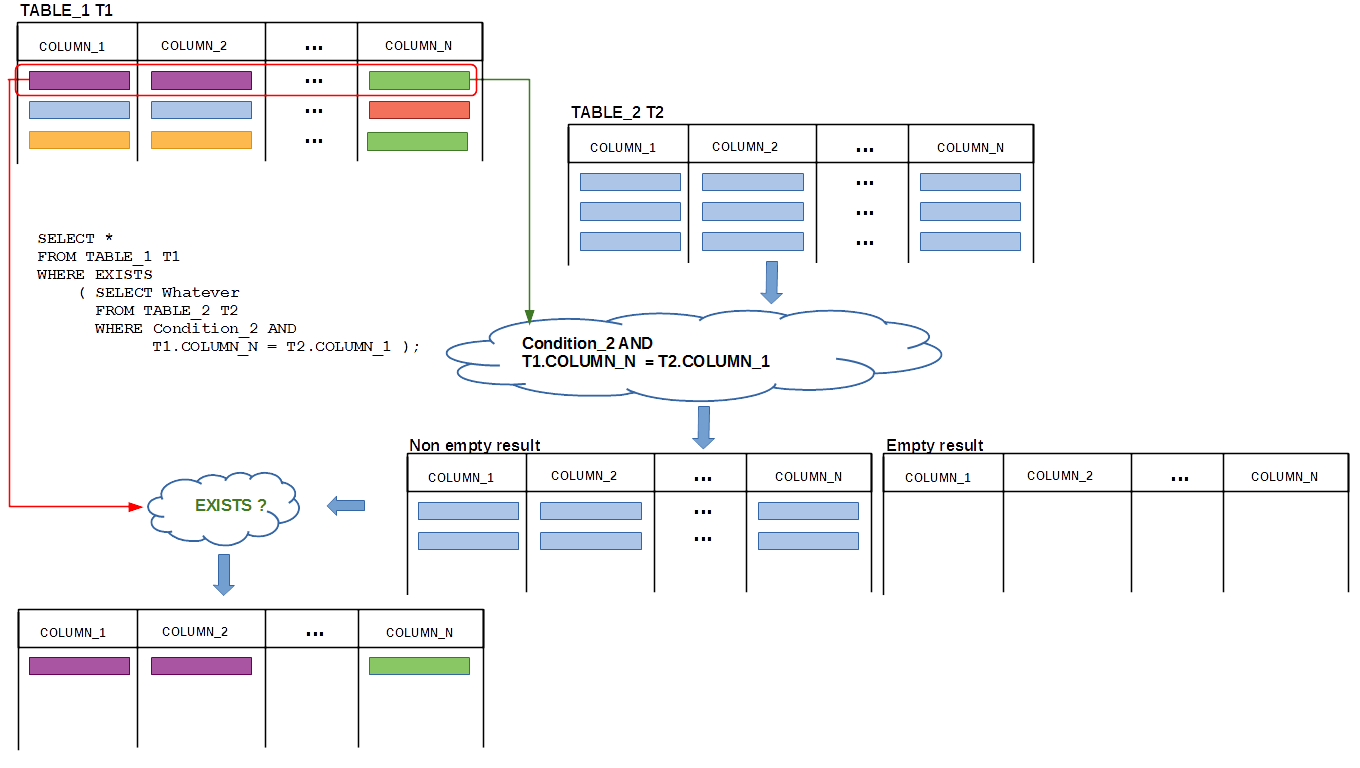 TABLE_1 T1
COLUMN_1 COLUMN_2 ... COLUMN_N
...
...
...
TABLE_2 T2
COLUMN_1 COLUMN_2 ... COLUMN_N
...
...
...
SELECT *
FROM TABLE_1 T1
WHERE EXISTS
( SELECT Whatever
FROM TABLE_2 T2
WHERE Condition_2 AND
T1.COLUMN_N = T2.COLUMN_1 );
Condition_2 AND
T1.COLUMN_N = T2.COLUMN_1
Non empty result
COLUMN_1 COLUMN_2 ... COLUMN_N
...
...
Empty result
COLUMN_1 COLUMN_2 ... COLUMN_N
EXISTS ?
COLUMN_1 COLUMN_2 ... COLUMN_N